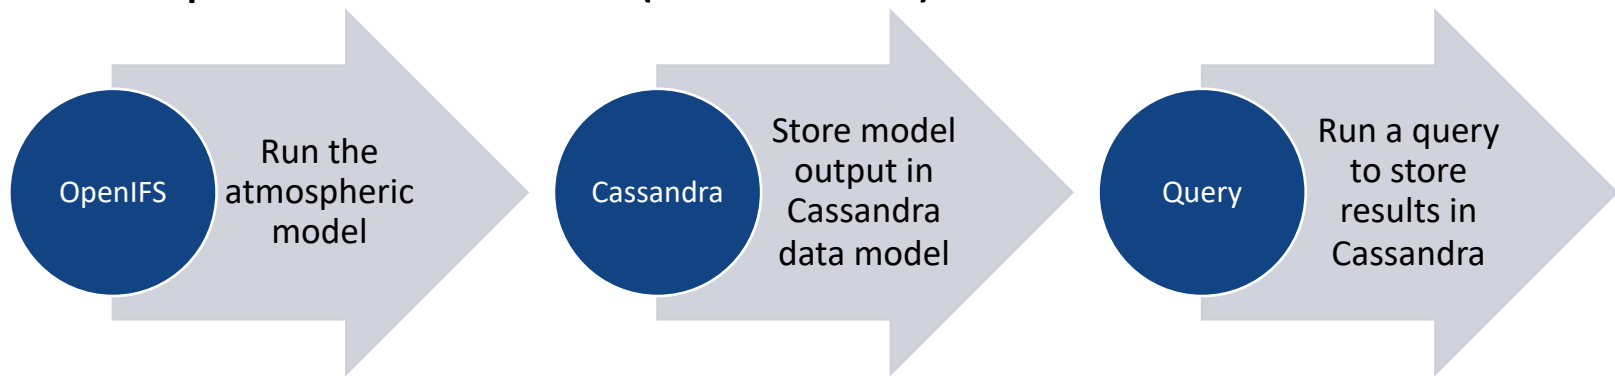 OpenIFS
Run the
atmospheric
model
Cassandra
Store model
output in
Cassandra
data model
Query
Run a query
to store
results in
Cassandra